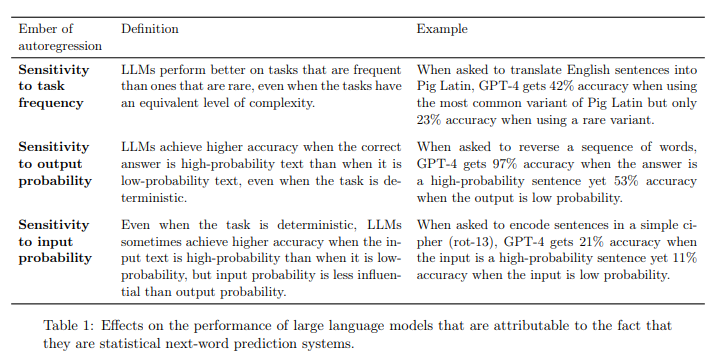 Ember of autoregression
Definition
Example
Sensitivity to task frequency
LLMs perform better on tasks that are frequent
than ones that are rare, even when the tasks have
an equivalent level of complexity.
When asked to translate English sentences into
Pig Latin, GPT-4 gets 42% accuracy when using
the most common variant of Pig Latin but only
23% accuracy when using a rare variant.
Sensitivity to output probability
LLMs achieve higher accuracy when the correct
answer is high-probability text than when it is
low-probability text, even when the task is de-
terministic.
When asked to reverse a sequence of words,
GPT-4 gets 97% accuracy when the answer is
a high-probability sentence yet 53% accuracy
when the output is low probability.
Sensitivity to input probability
Even when the task is deterministic, LLMs
sometimes achieve higher accuracy when the in-
put text is high-probability than when it is low-
probability, but input probability is less influen-
tial than output probability.
When asked to encode sentences in a simple ci-
pher (rot-13), GPT-4 gets 21% accuracy when
the input is a high-probability sentence yet 11%
accuracy when the input is low probability.
Table 1: Effects on the performance of large language models that are attributable to the fact that
they are statistical next-word prediction systems.